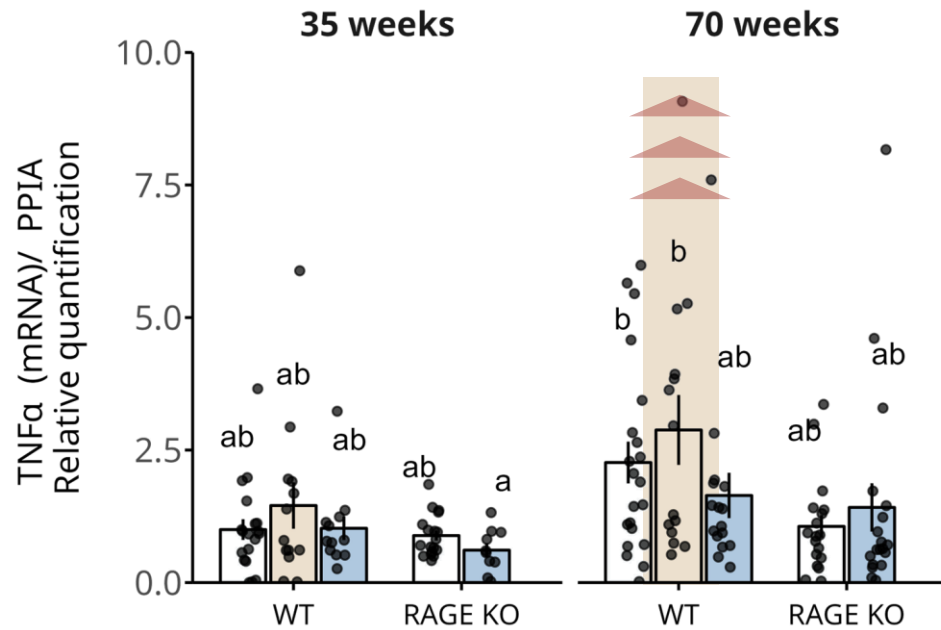 35 weeks
70 weeks
TNFα (mRNA)/ PPIA
Relative quantification
10.0
7.5
5.0
2.5
0.0
ab
ab
ab
ab
a
b
b
ab
ab
ab
WT
RAGE KO
WT
RAGE KO